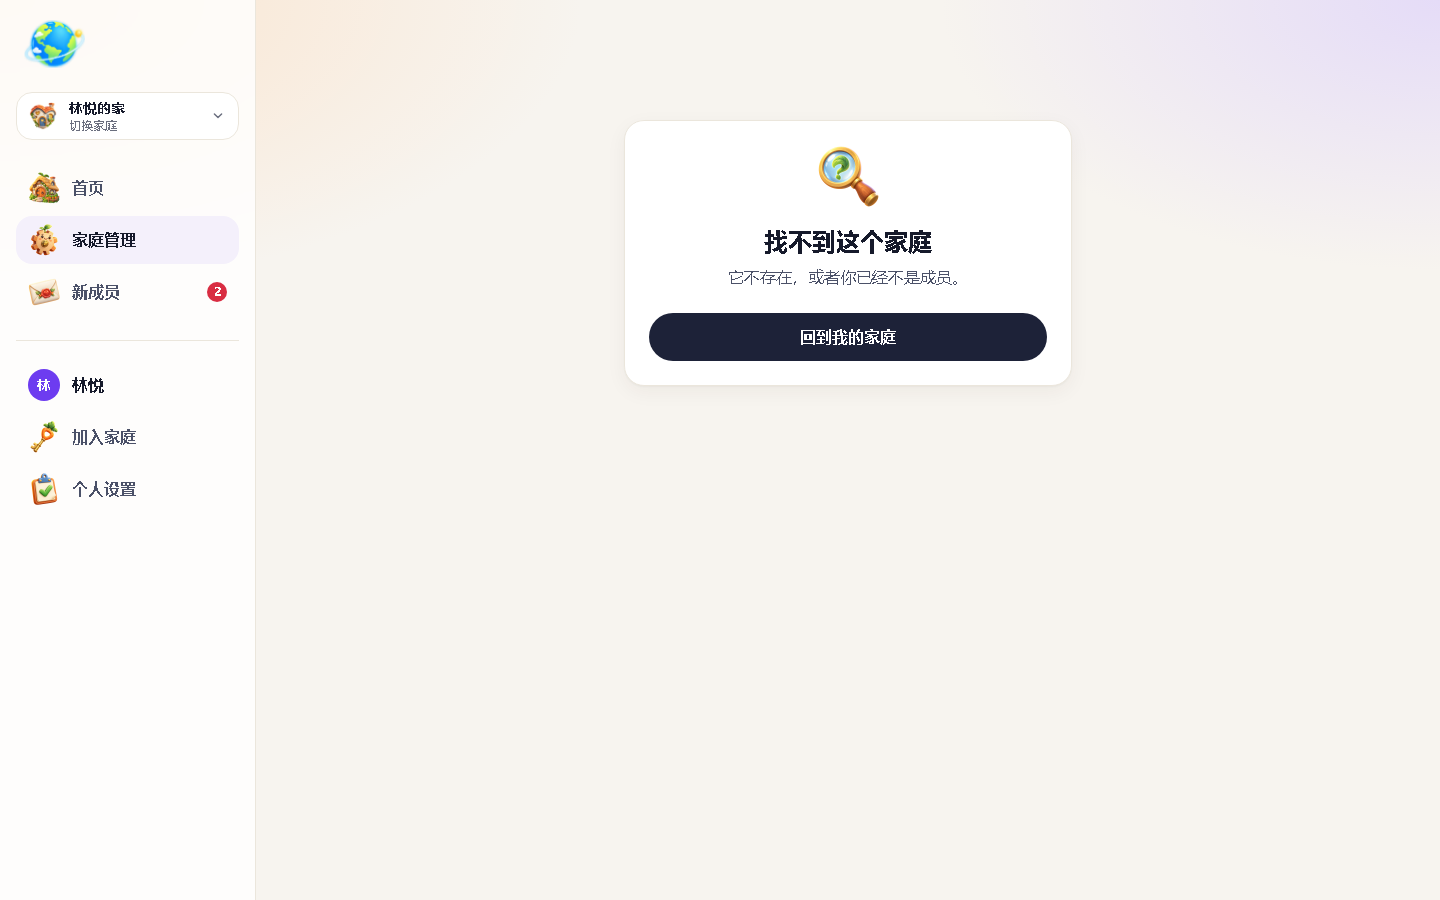 林悦的家
切换家庭
首页
家庭管理
新成员
2
林
林悦
加入家庭
个人设置
?
找不到这个家庭
它不存在，或者你已经不是成员。
回到我的家庭